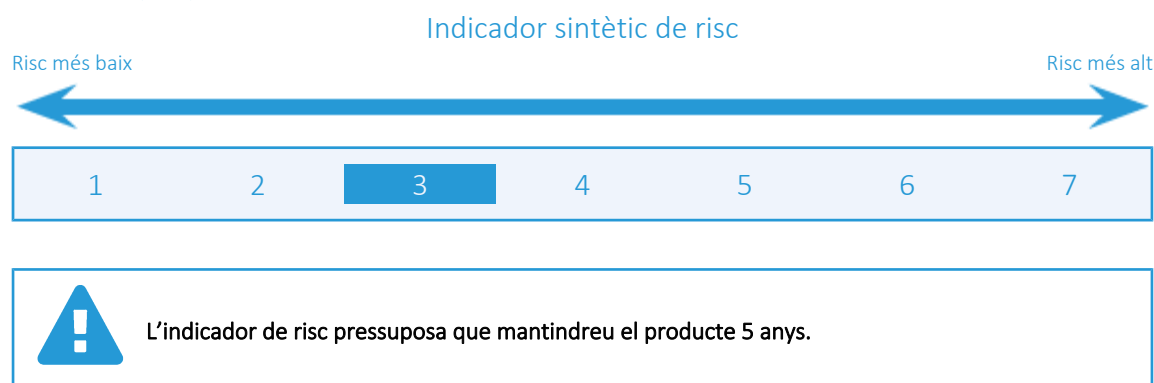 Indicador sintètic de risc
Risc més baix
Risc més alt
1 2 3 4 5 6 7
L’indicador de risc pressuposa que mantindreu el producte 5 anys.